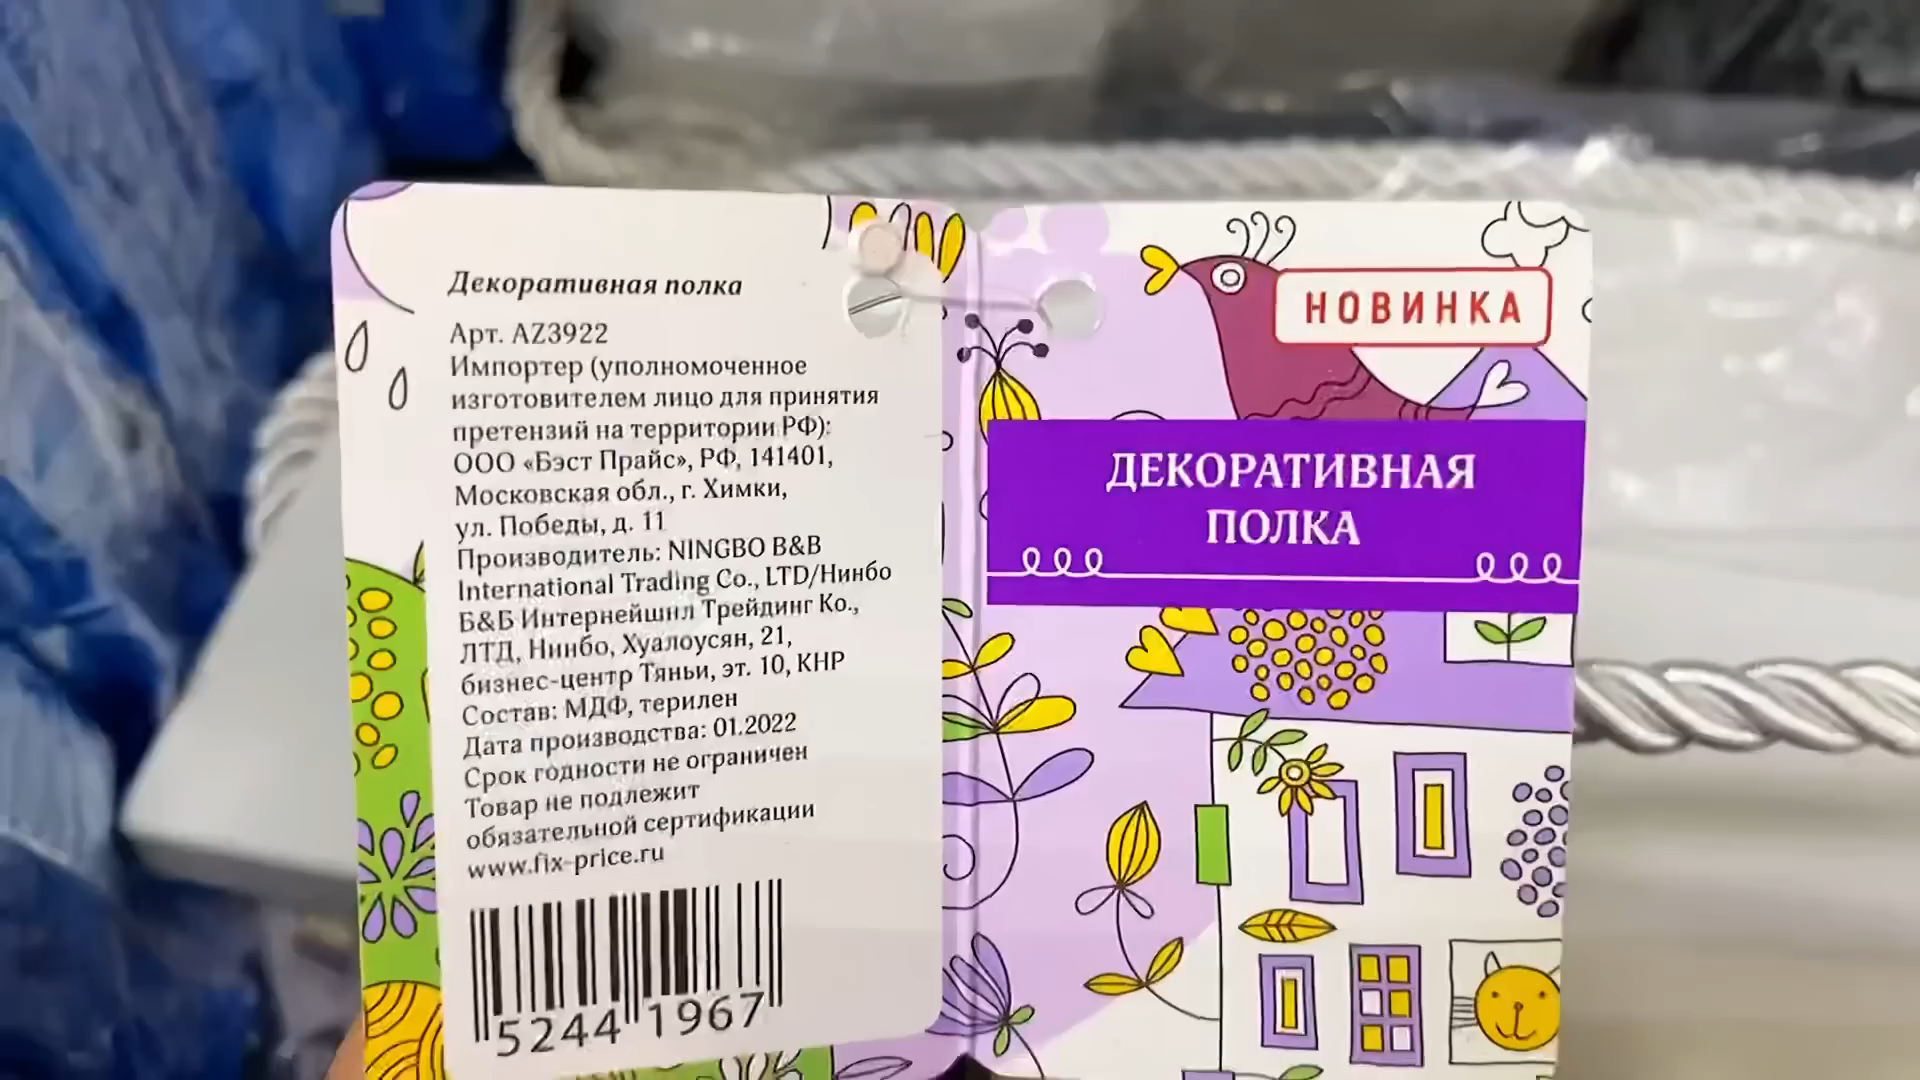 Декоративная полка
Арт. AZ3922
Импортер (уполномоченное
изготовителем лицо для принятия
претензий на территории РФ):
ООО «Бэст Прайс», РФ, 141401,
Московская обл., г. Химки,
ул. Победы, д. 11
Производитель: NINGBO B&B
International Trading Co., LTD/Нинбо
Б&Б Интернейшнл Трейдинг Ко.,
ЛТД, Нинбо, Хуалоусян, 21,
бизнес-центр Тяньи, эт. 10, КНР
Состав: МДФ, терилен
Дата производства: 01.2022
Срок годности не ограничен
Товар не подлежит
обязательной сертификации
www.fix-price.ru
5244 1967
НОВИНКА
ДЕКОРАТИВНАЯ
ПОЛКА